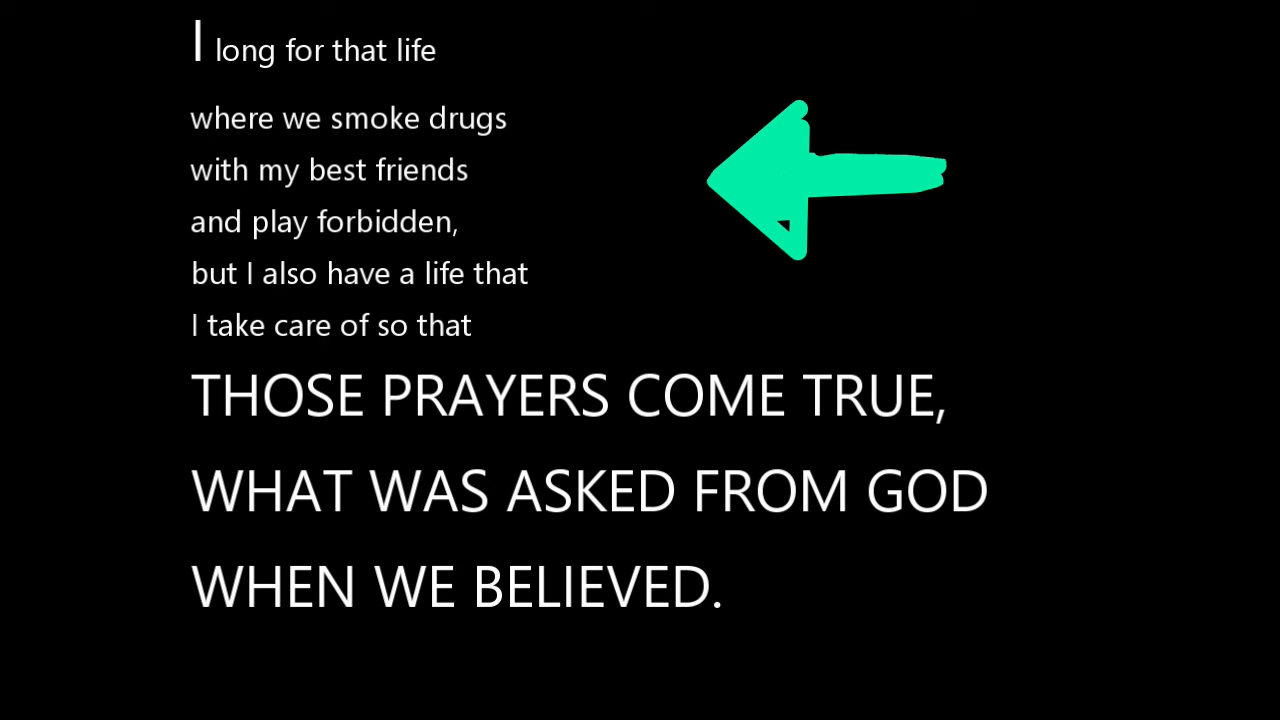 I long for that life
where we smoke drugs
with my best friends
and play forbidden,
but I also have a life that
I take care of so that
THOSE PRAYERS COME TRUE,
WHAT WAS ASKED FROM GOD
WHEN WE BELIEVED.